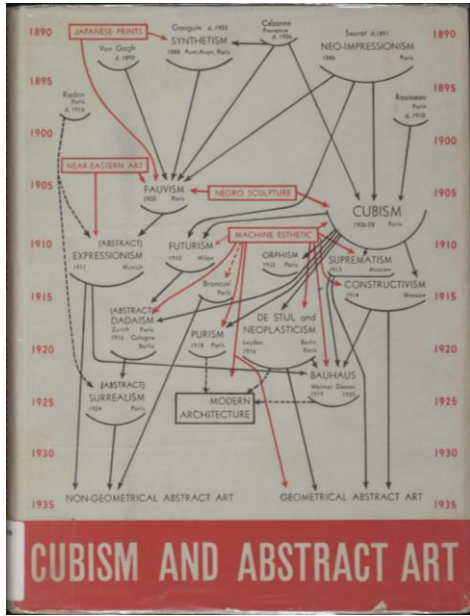 1890
JAPANESE PRINTS
Gauguin d. 1903
SYNTHETISM
1888 Pont-Aven, Paris
Cézanne
Provence
d. 1906
Seurat d. 1891
NEO-IMPRESSIONISM
1886 Paris
1890
Van Gogh
d. 1890
1895
1895
Redon
Paris
d. 1916
Rousseau
Paris
d. 1910
1900
1900
NEAR-EASTERN ART
1905
FAUVISM
1905 Paris
NEGRO SCULPTURE
CUBISM
1906-08 Paris
1905
1910
(ABSTRACT)
EXPRESSIONISM
1911 Munich
FUTURISM
1910 Milan
MACHINE ESTHETIC
ORPHISM
1912 Paris
SUPREMATISM
1913 Moscow
1910
Brancusi
Paris
CONSTRUCTIVISM
1914 Moscow
1915
1915
(ABSTRACT)
DADAISM
Zurich Paris
1916 Cologne
Berlin
PURISM
1918 Paris
DE STIJL and
NEOPLASTICISM
Leyden Berlin
1916 Paris
1920
1920
(ABSTRACT)
SURREALISM
1924 Paris
BAUHAUS
Weimar Dessau
1919 1925
1925
MODERN
ARCHITECTURE
1925
1930
1930
NON-GEOMETRICAL ABSTRACT ART
GEOMETRICAL ABSTRACT ART
1935
1935
CUBISM AND ABSTRACT ART